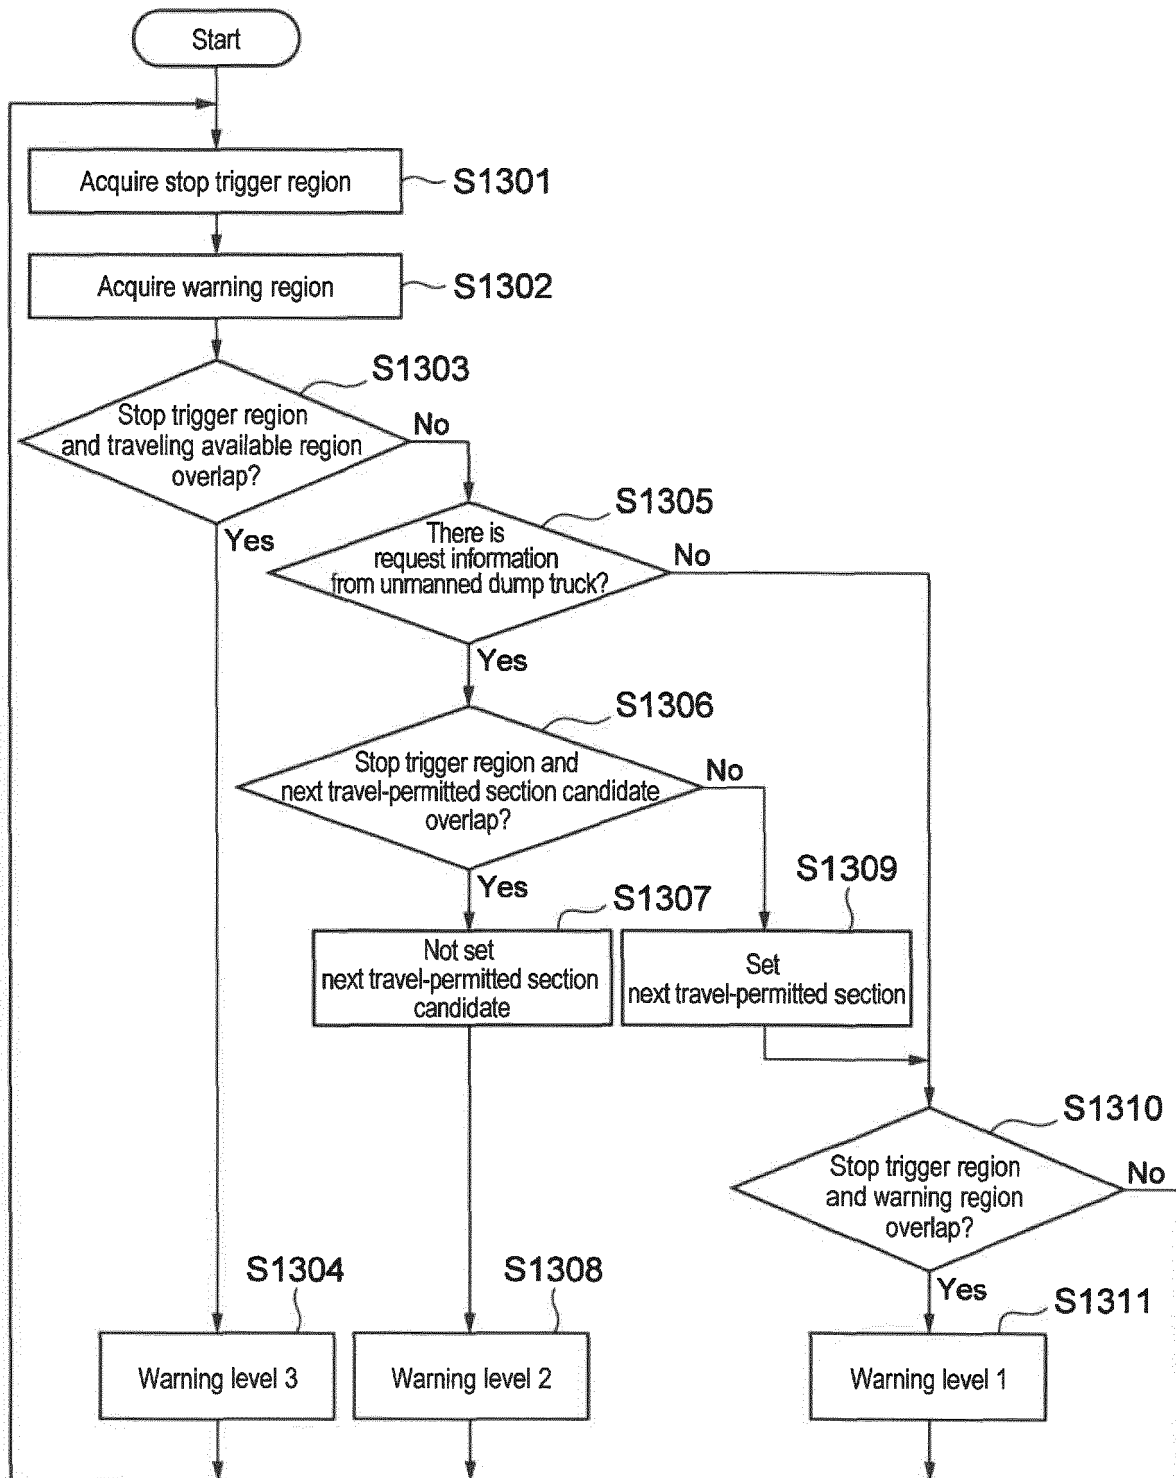 Start
Acquire stop trigger region
S1301
Acquire warning region
S1302
S1303
Stop trigger region
and traveling available region
overlap?
No
Yes
S1305
There is
request information
from unmanned dump truck?
No
Yes
S1306
Stop trigger region and
next travel-permitted section candidate
overlap?
No
Yes
S1307
Not set
next travel-permitted section
candidate
S1309
Set
next travel-permitted section
S1310
Stop trigger region
and warning region
overlap?
No
Yes
S1304
Warning level 3
S1308
Warning level 2
S1311
Warning level 1